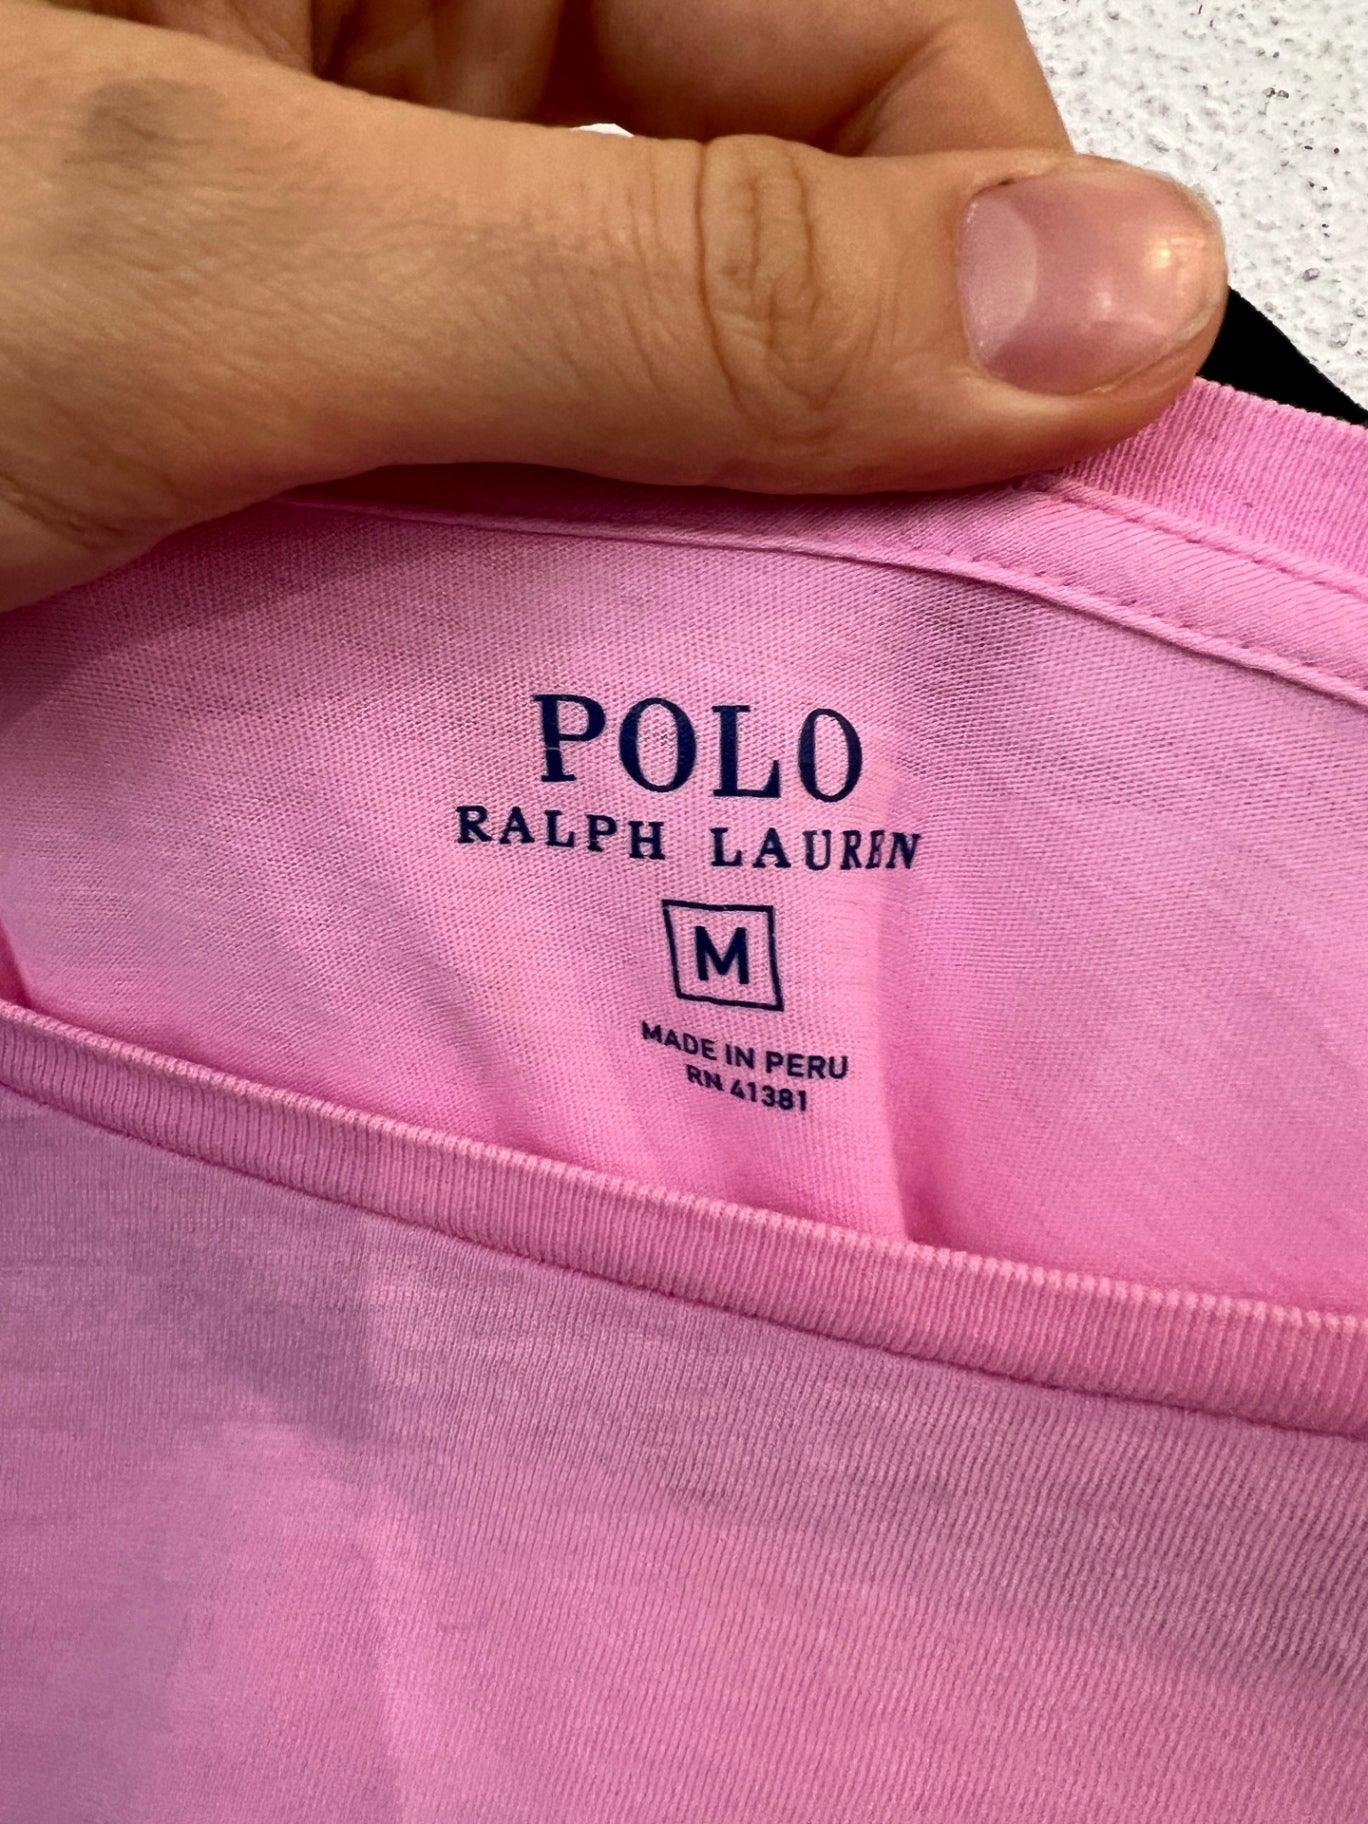 POLO
RALPH LAUREN
M
MADE IN PERU
RN 41381